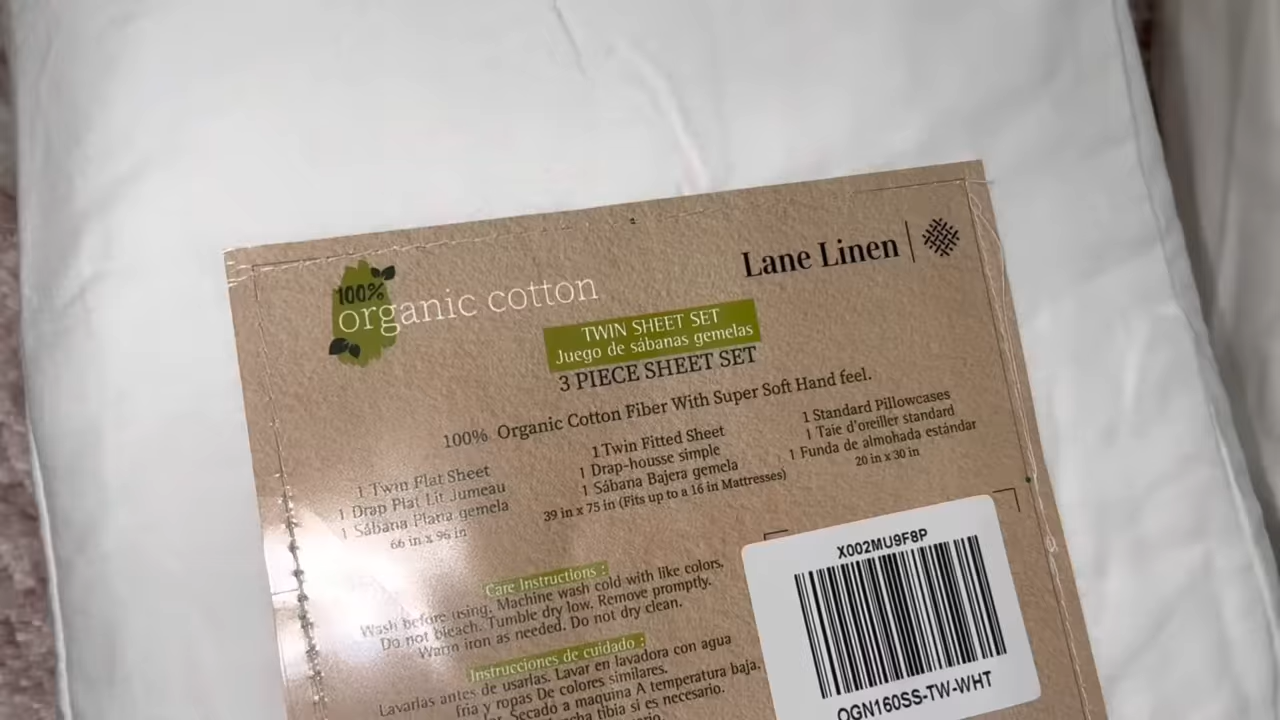 100%
organic cotton
Lane Linen
TWIN SHEET SET
Juego de sábanas gemelas
3 PIECE SHEET SET
100% Organic Cotton Fiber With Super Soft Hand feel.
1 Twin Flat Sheet
1 Drap Plat Lit Jumeau
1 Sábana Plana gemela
66 in x 96 in
1 Twin Fitted Sheet
1 Drap-housse simple
1 Sábana Bajera gemela
39 in x 75 in (Fits up to a 16 in Mattresses)
1 Standard Pillowcases
1 Taie d'oreiller standard
1 Funda de almohada estándar
20 in x 30 in
Care Instructions :
Wash before using. Machine wash cold with like colors.
Do not bleach. Tumble dry low. Remove promptly.
Warm iron as needed. Do not dry clean.
Instrucciones de cuidado :
Lavarlas antes de usarlas. Lavar en lavadora con agua
fria y ropas De colores similares.
Secado a maquina A temperatura baja.
tibia si es necesario.
X002MU9F8P
OGN160SS-TW-WHT